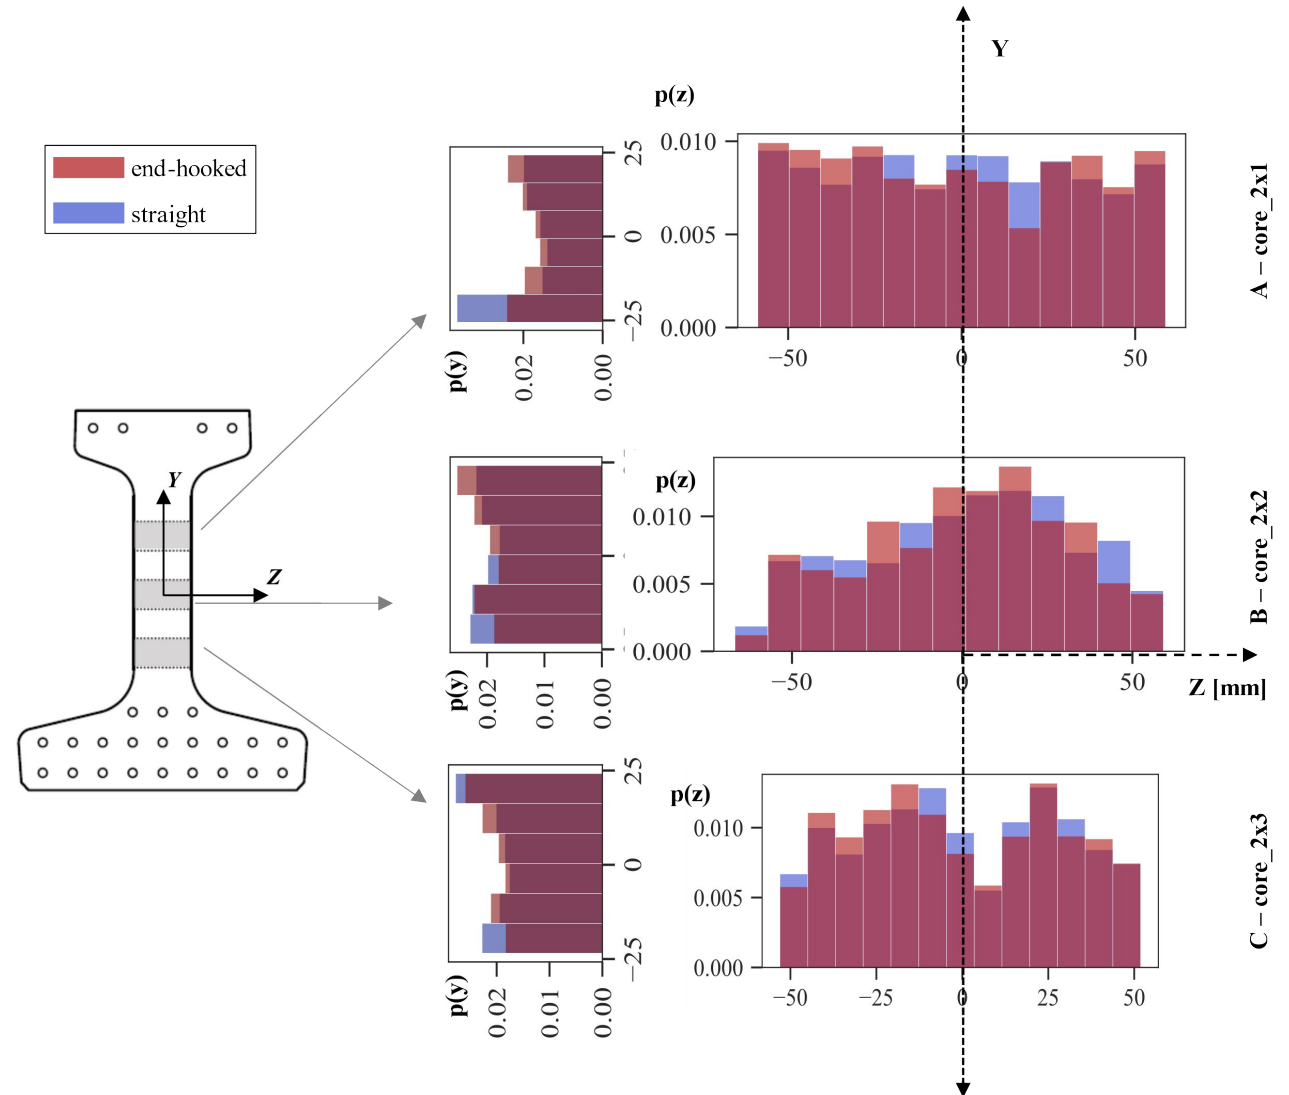 Y
p(z)
end-hooked
straight
25
0
−25
p(y)
0.02
0.00
0.010
0.005
0.000
−50
0
50
A – core_2x1
Y
Z
p(y)
0.02
0.01
0.00
p(z)
0.010
0.005
0.000
−50
0
50
Z [mm]
B – core_2x2
25
0
−25
p(y)
0.02
0.01
0.00
p(z)
0.010
0.005
0.000
−50
−25
0
25
50
C – core_2x3